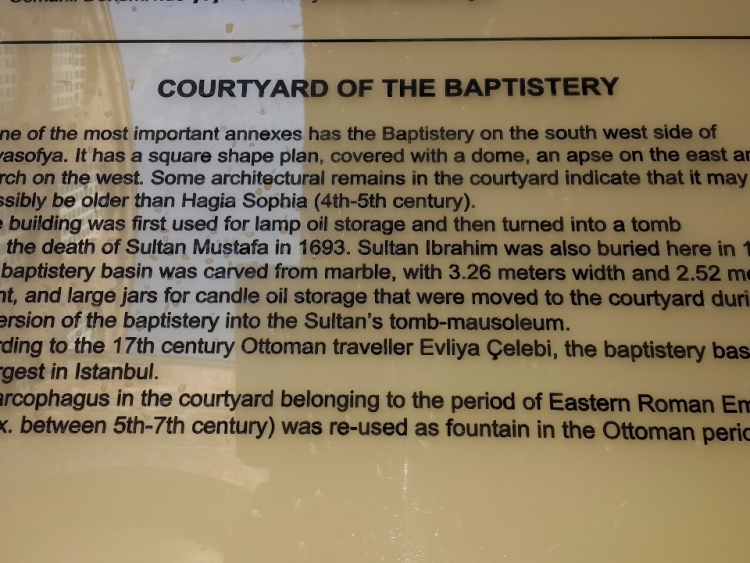 COURTYARD OF THE BAPTISTERY
ne of the most important annexes has the Baptistery on the south west side of
yasofya. It has a square shape plan, covered with a dome, an apse on the east an
rch on the west. Some architectural remains in the courtyard indicate that it may
ssibly be older than Hagia Sophia (4th-5th century).
e building was first used for lamp oil storage and then turned into a tomb
the death of Sultan Mustafa in 1693. Sultan Ibrahim was also buried here in 1
baptistery basin was carved from marble, with 3.26 meters width and 2.52 me
ht, and large jars for candle oil storage that were moved to the courtyard duri
ersion of the baptistery into the Sultan's tomb-mausoleum.
rding to the 17th century Ottoman traveller Evliya Çelebi, the baptistery bas
rgest in Istanbul.
arcophagus in the courtyard belonging to the period of Eastern Roman Em
x. between 5th-7th century) was re-used as fountain in the Ottoman perio